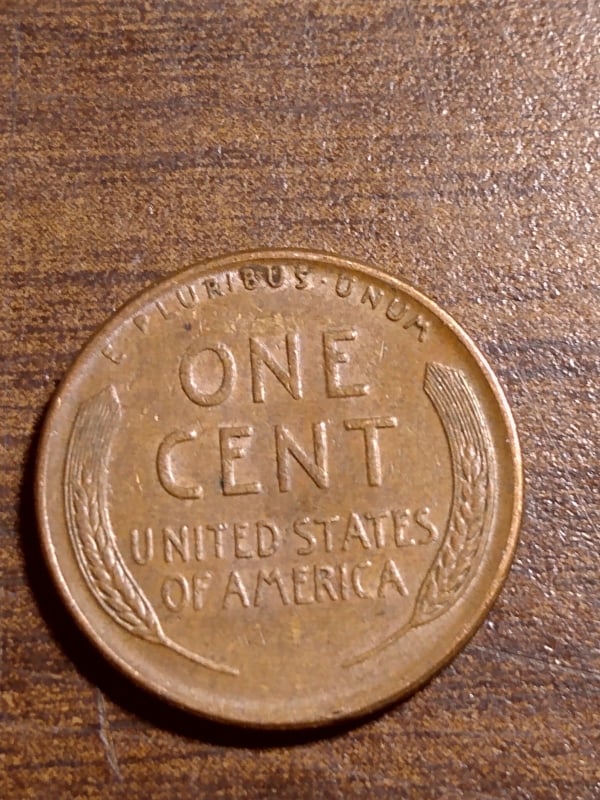 E PLURIBUS · UNUM
ONE
CENT
UNITED·STATES
OF AMERICA